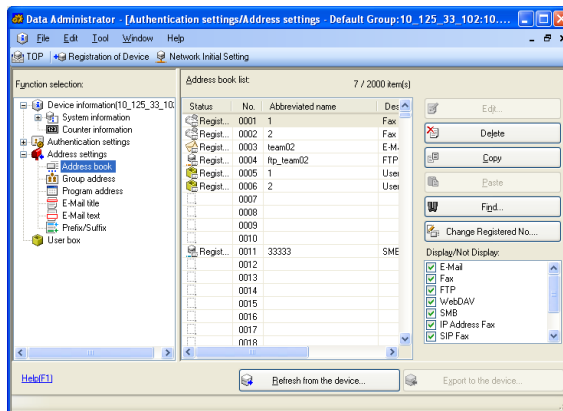 Data Administrator - [Authentication settings/Address settings - Default Group:10_125_33_102:10....
File Edit Tool Window Help
TOP Registration of Device Network Initial Setting
Function selection:
Device information(10_125_33_10:
System information
Counter information
Authentication settings
Address settings
Address book
Group address
Program address
E-Mail title
E-Mail text
Prefix/Suffix
User box
Address book list: 7 / 2000 item(s)
Status No. Abbreviated name Des
Regist... 0001 1 Fax
Regist... 0002 2 Fax
Regist... 0003 team02 E-M
Regist... 0004 ftp_team02 FTP
Regist... 0005 1 User
Regist... 0006 2 User
0007
0008
0009
0010
Regist... 0011 33333 SMB
0012
0013
0014
0015
0016
0017
0018
Edit...
Delete
Copy
Paste
Find...
Change Registered No....
Display/Not Display:
E-Mail
Fax
FTP
WebDAV
SMB
IP Address Fax
SIP Fax
Help[F1]
Refresh from the device...
Export to the device...